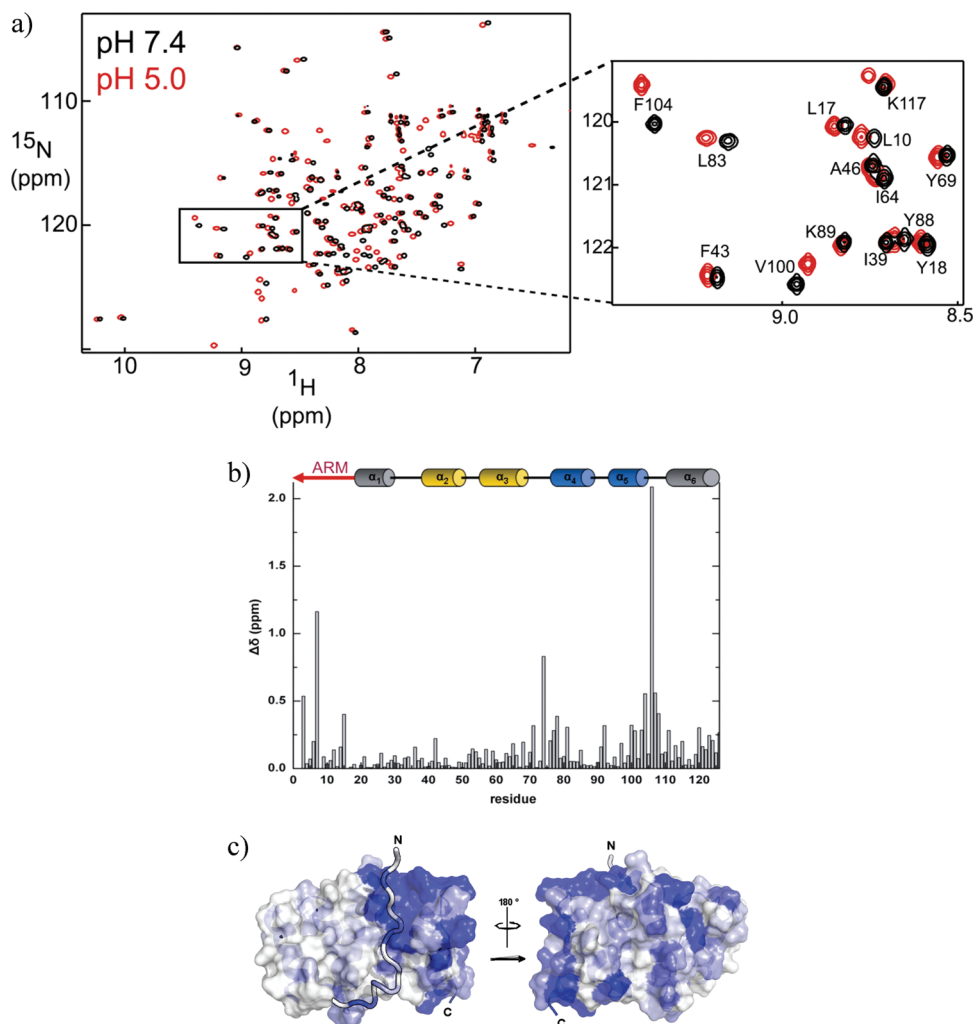 a)
pH 7.4
pH 5.0
15N
(ppm)
110
120
10 9 8 7
1H
(ppm)
F104
L83
L17
K117
L10
A46
I64
Y69
K89
Y88
F43
I39
V100
Y18
120
121
122
9.0 8.5
b)
ARM α1 α2 α3 α4 α5 α6
2.0
1.5
1.0
0.5
0.0
Δδ (ppm)
0 10 20 30 40 50 60 70 80 90 100 110 120
residue
c)
N
N
180 °
C
C